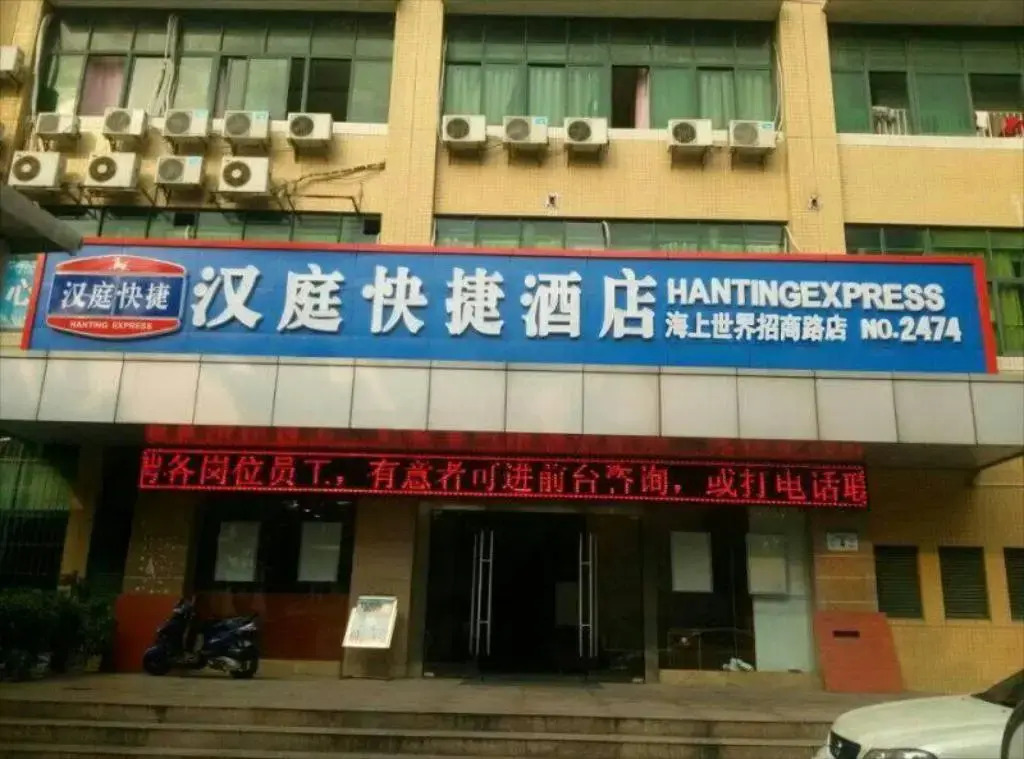 心
汉庭快捷
HANTING EXPRESS
汉庭快捷酒店
HANTINGEXPRESS
海上世界招商路店 NO.2474
各岗位员工，有意者可进前台咨询，或打电话联